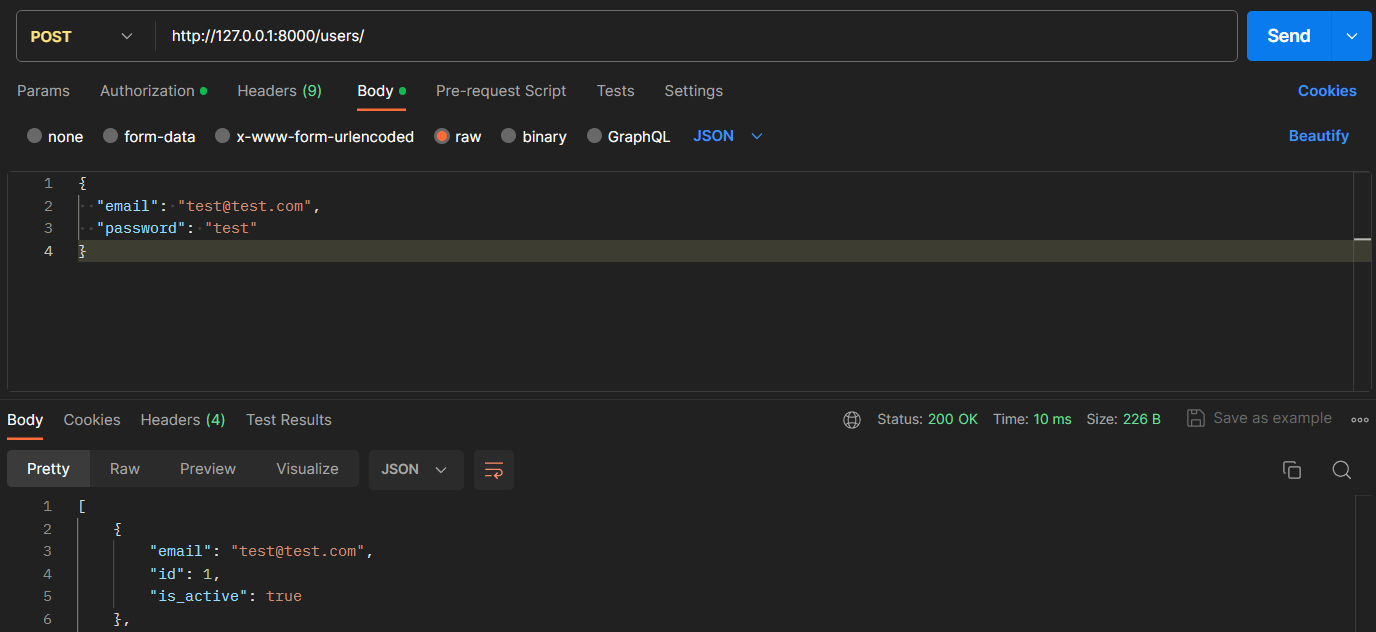 POST http://127.0.0.1:8000/users/ Send
Params Authorization Headers (9) Body Pre-request Script Tests Settings Cookies
none form-data x-www-form-urlencoded raw binary GraphQL JSON Beautify
1 {
2 "email": "test@test.com",
3 "password": "test"
4 }
Body Cookies Headers (4) Test Results Status: 200 OK Time: 10 ms Size: 226 B Save as example
Pretty Raw Preview Visualize JSON
1 [
2 {
3 "email": "test@test.com",
4 "id": 1,
5 "is_active": true
6 },